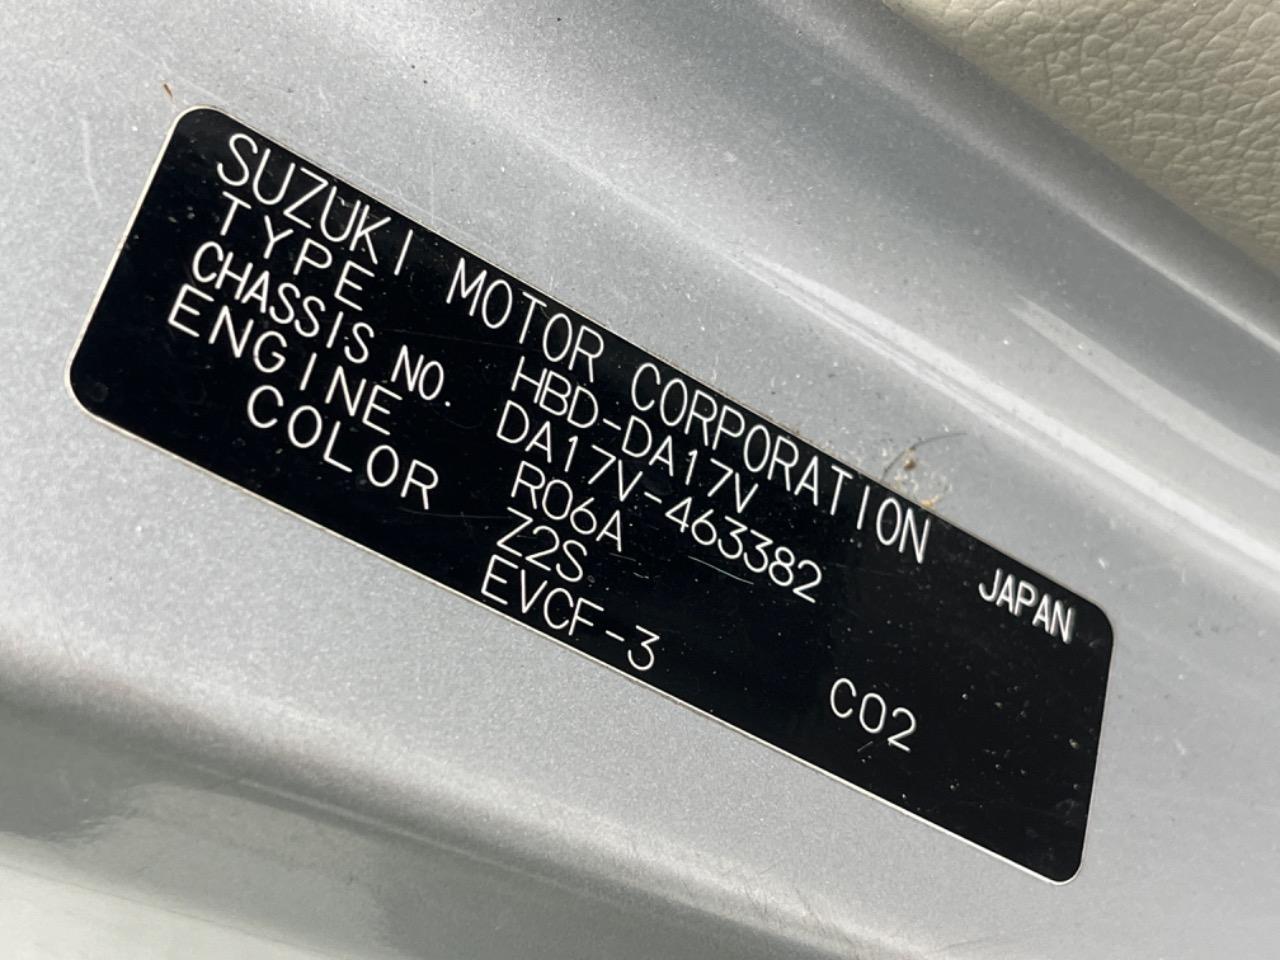 SUZUKI MOTOR CORPORATION JAPAN
TYPE HBD-DA17V
CHASSIS NO. DA17V-463382
ENGINE R06A
COLOR Z2S
EVCF-3 C02